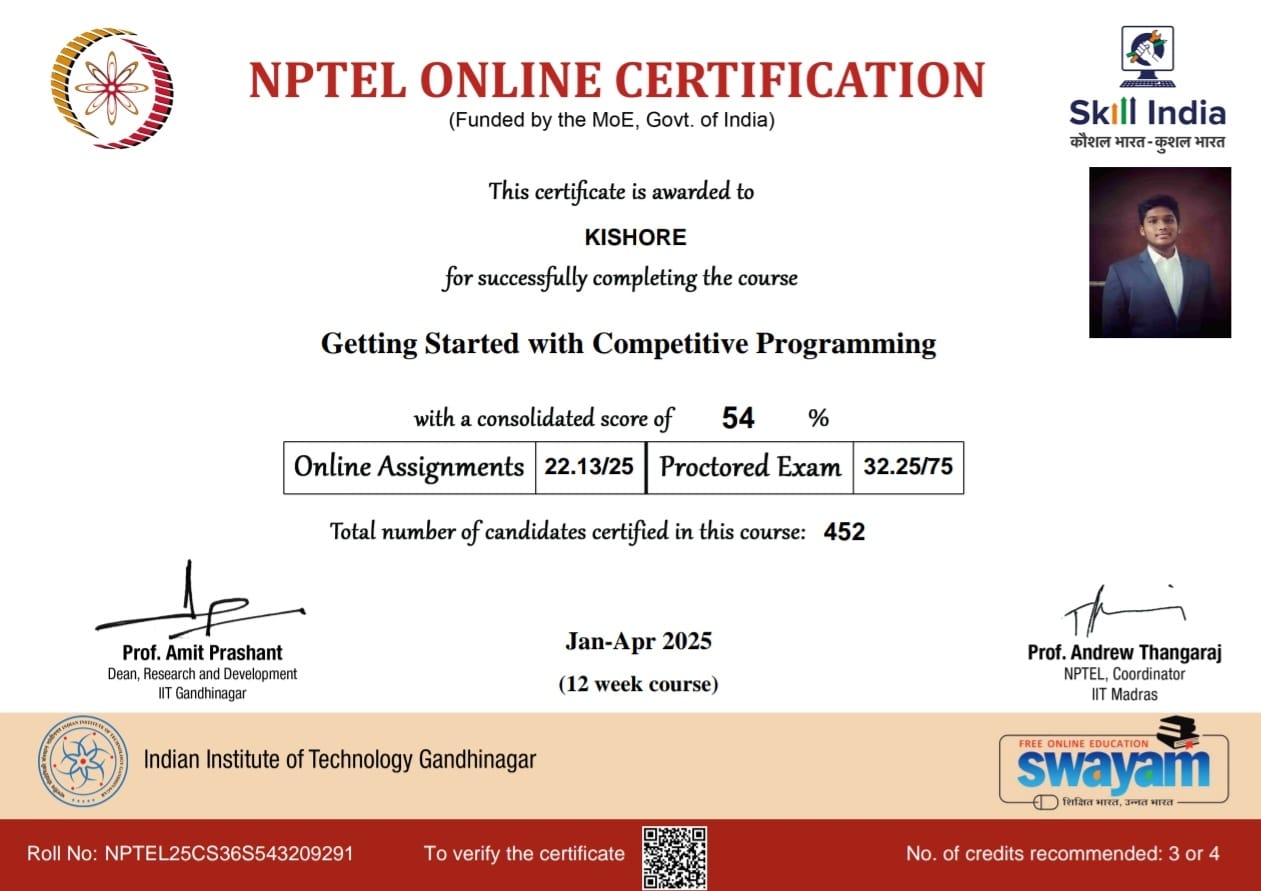 NPTEL ONLINE CERTIFICATION
(Funded by the MoE, Govt. of India)
Skill India
कौशल भारत - कुशल भारत
This certificate is awarded to
KISHORE
for successfully completing the course
Getting Started with Competitive Programming
with a consolidated score of 54 %
Online Assignments 22.13/25 Proctored Exam 32.25/75
Total number of candidates certified in this course: 452
Prof. Amit Prashant
Dean, Research and Development
IIT Gandhinagar
Jan-Apr 2025
(12 week course)
Prof. Andrew Thangaraj
NPTEL, Coordinator
IIT Madras
Indian Institute of Technology Gandhinagar
FREE ONLINE EDUCATION
swayam
शिक्षित भारत, उन्नत भारत
Roll No: NPTEL25CS36S543209291
To verify the certificate
No. of credits recommended: 3 or 4